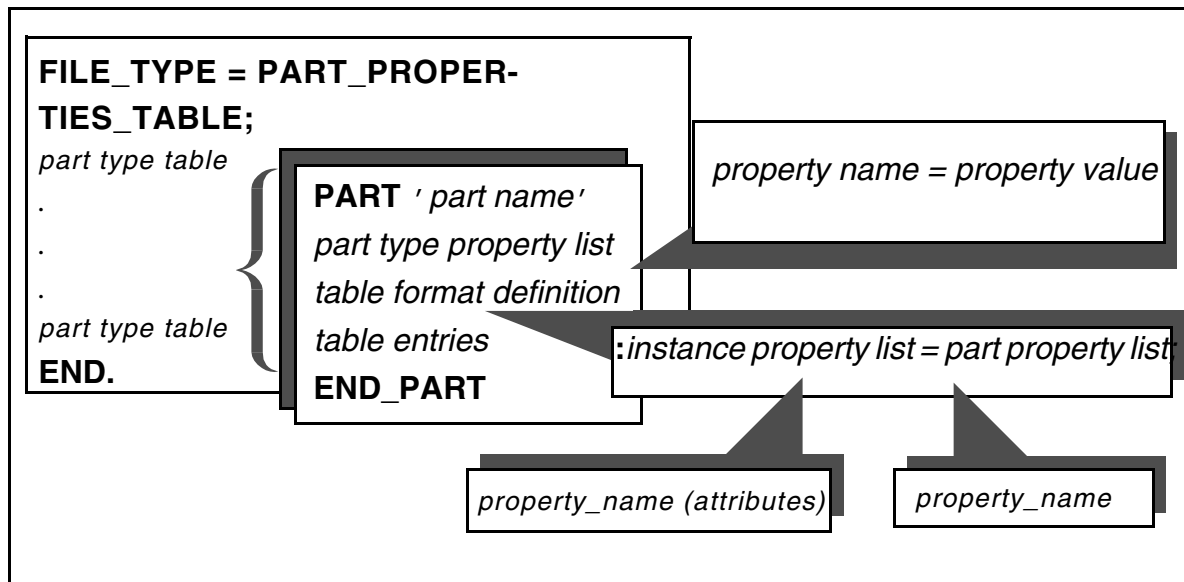 FILE_TYPE = PART_PROPER-
TIES_TABLE;
part type table
.
.
.
part type table
END.
PART ' part name'
part type property list
table format definition
table entries
END_PART
property name = property value
:instance property list = part property list;
property_name (attributes)
property_name